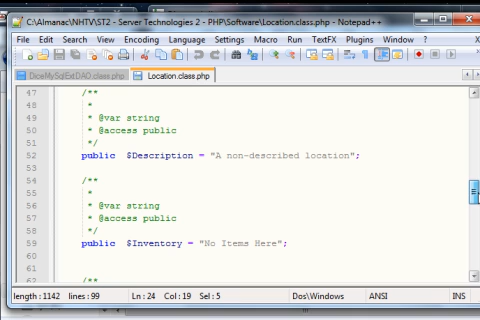 C:\Almanac\NHTV\ST2 - Server Technologies 2 - PHP\Software\Location.class.php - Notepad++
File Edit Search View Encoding Language Settings Macro Run TextFX Plugins Window ? X
DiceMySqlExtDAO.class.php Location.class.php
47 /**
48 *
49 * @var string
50 * @access public
51 */
52 public $Description = "A non-described location";
53
54 /**
55 *
56 * @var string
57 * @access public
58 */
59 public $Inventory = "No Items Here";
60
61
62 /**
length : 1142 lines : 99 Ln : 24 Col : 19 Sel : 5 Dos\Windows ANSI INS